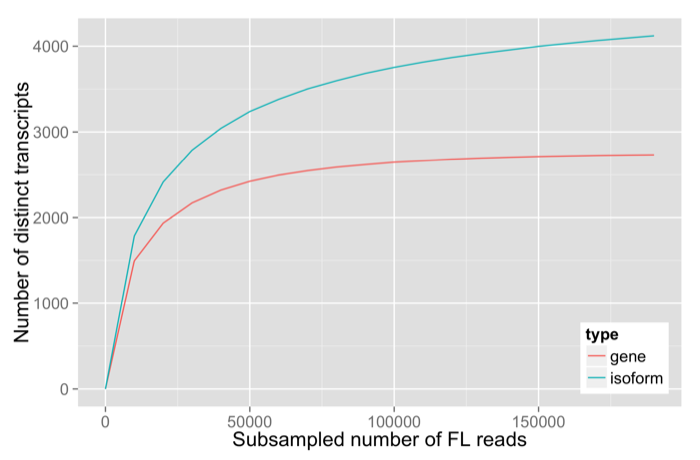 Number of distinct transcripts
4000
3000
2000
1000
0
0
50000
100000
150000
Subsampled number of FL reads
type
gene
isoform